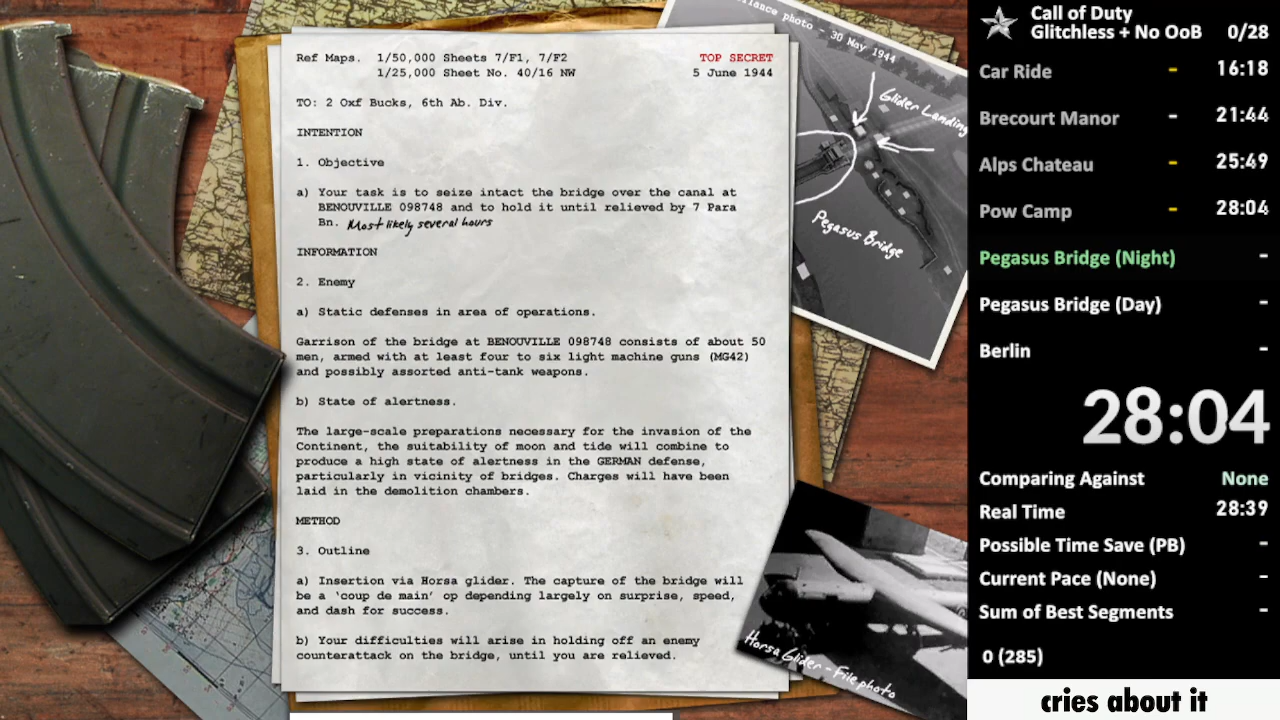 Ref Maps. 1/50,000 Sheets 7/F1, 7/F2
1/25,000 Sheet No. 40/16 NW
TOP SECRET
5 June 1944
TO: 2 Oxf Bucks, 6th Ab. Div.
INTENTION
1. Objective
a) Your task is to seize intact the bridge over the canal at
BENOUVILLE 098748 and to hold it until relieved by 7 Para
Bn. Most likely several hours
INFORMATION
2. Enemy
a) Static defenses in area of operations.
Garrison of the bridge at BENOUVILLE 098748 consists of about 50
men, armed with at least four to six light machine guns (MG42)
and possibly assorted anti-tank weapons.
b) State of alertness.
The large-scale preparations necessary for the invasion of the
Continent, the suitability of moon and tide will combine to
produce a high state of alertness in the GERMAN defense,
particularly in vicinity of bridges. Charges will have been
laid in the demolition chambers.
METHOD
3. Outline
a) Insertion via Horsa glider. The capture of the bridge will
be a 'coup de main' op depending largely on surprise, speed,
and dash for success.
b) Your difficulties will arise in holding off an enemy
counterattack on the bridge, until you are relieved.
photo - 30 May 1944
Glider Landing
Pegasus Bridge
Horsa Glider - File photo
Call of Duty
Glitchless + No OoB 0/28
Car Ride - 16:18
Brecourt Manor - 21:44
Alps Chateau - 25:49
Pow Camp - 28:04
Pegasus Bridge (Night) -
Pegasus Bridge (Day) -
Berlin -
28:04
Comparing Against None
Real Time 28:39
Possible Time Save (PB) -
Current Pace (None) -
Sum of Best Segments -
0 (285)
cries about it